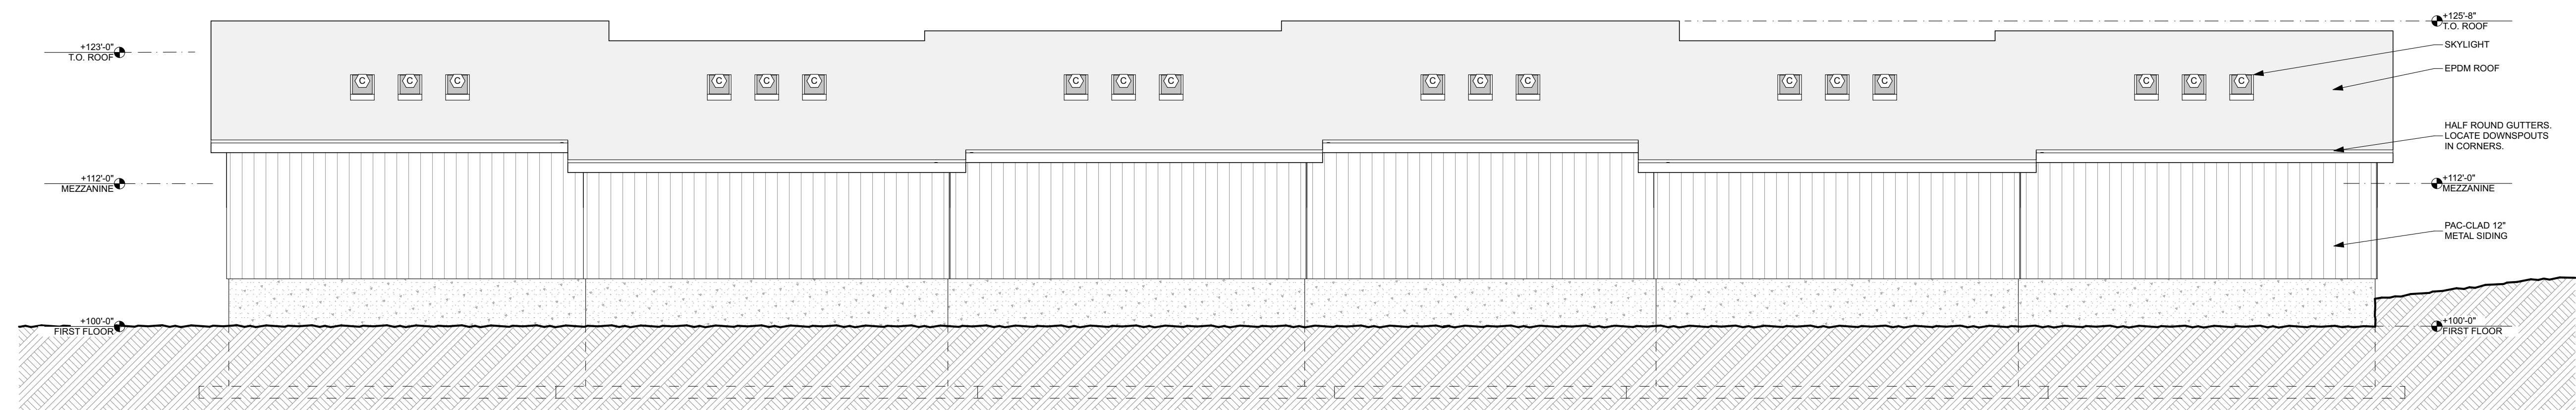 +123'-0"
T.O. ROOF
+112'-0"
MEZZANINE
+100'-0"
FIRST FLOOR
C C C C C C C C C C C C C C C C C C
+125'-8"
T.O. ROOF
SKYLIGHT
EPDM ROOF
HALF ROUND GUTTERS.
LOCATE DOWNSPOUTS
IN CORNERS.
+112'-0"
MEZZANINE
PAC-CLAD 12"
METAL SIDING
+100'-0"
FIRST FLOOR